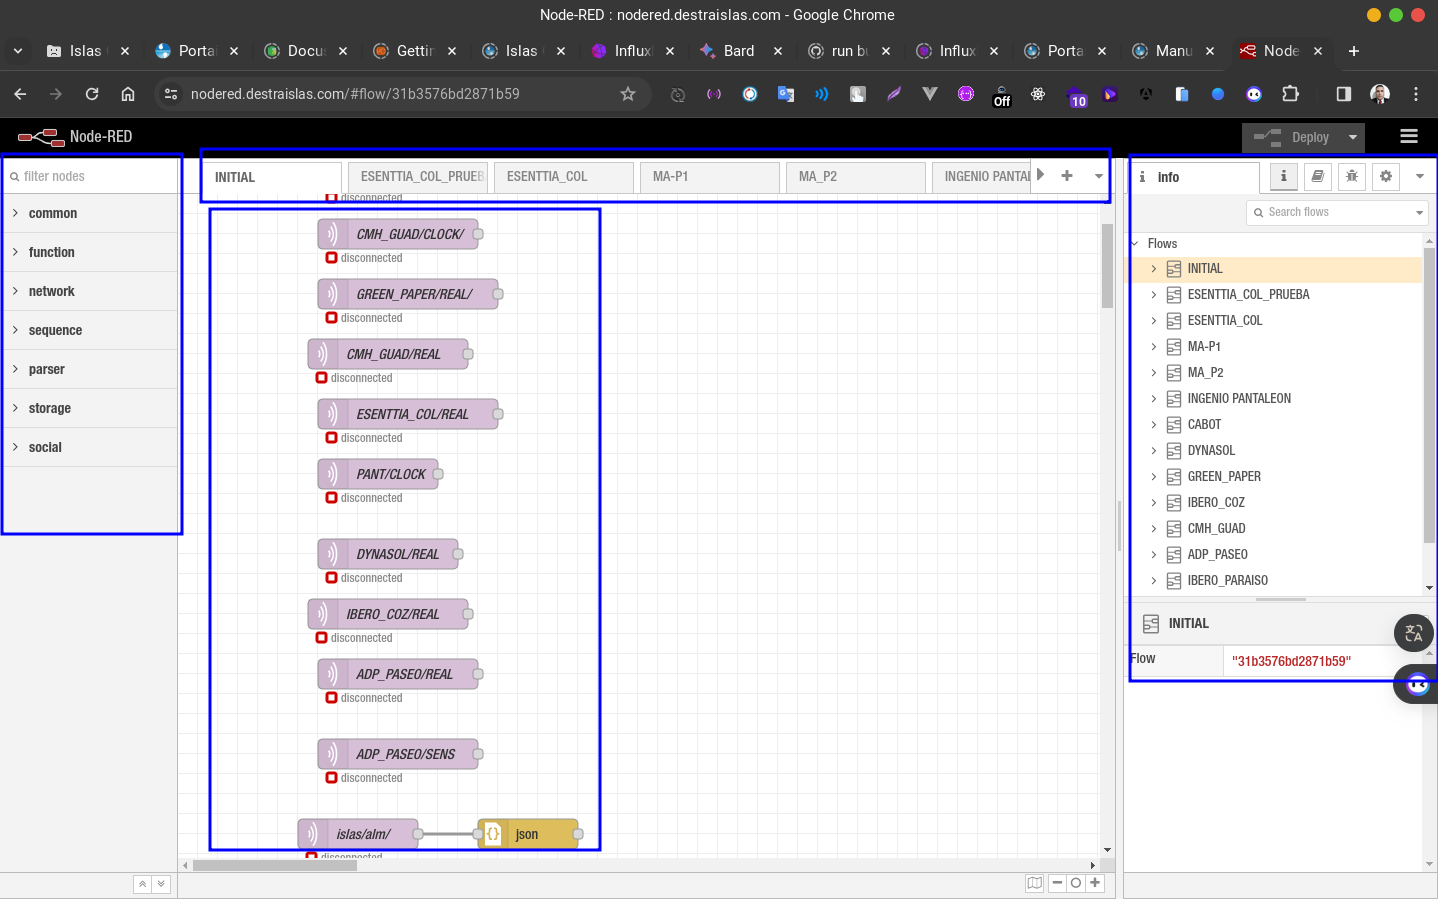 Node-RED : nodered.destraislas.com - Google Chrome
Islas
Portai
Docus
Gettin
Islas
Influx
Bard
run bu
Influx
Porta
Manu
Node
nodered.destraislas.com/#flow/31b3576bd2871b59
Off
10
Node-RED
Deploy
filter nodes
common
function
network
sequence
parser
storage
social
INITIAL
ESENTTIA_COL_PRUEB
ESENTTIA_COL
MA-P1
MA_P2
INGENIO PANTAL
disconnected
CMH_GUAD/CLOCK/
disconnected
GREEN_PAPER/REAL/
disconnected
CMH_GUAD/REAL
disconnected
ESENTTIA_COL/REAL
disconnected
PANT/CLOCK
disconnected
DYNASOL/REAL
disconnected
IBERO_COZ/REAL
disconnected
ADP_PASEO/REAL
disconnected
ADP_PASEO/SENS
disconnected
islas/alm/
json
disconnected
i info
i
Search flows
Flows
INITIAL
ESENTTIA_COL_PRUEBA
ESENTTIA_COL
MA-P1
MA_P2
INGENIO PANTALEON
CABOT
DYNASOL
GREEN_PAPER
IBERO_COZ
CMH_GUAD
ADP_PASEO
IBERO_PARAISO
INITIAL
Flow
"31b3576bd2871b59"